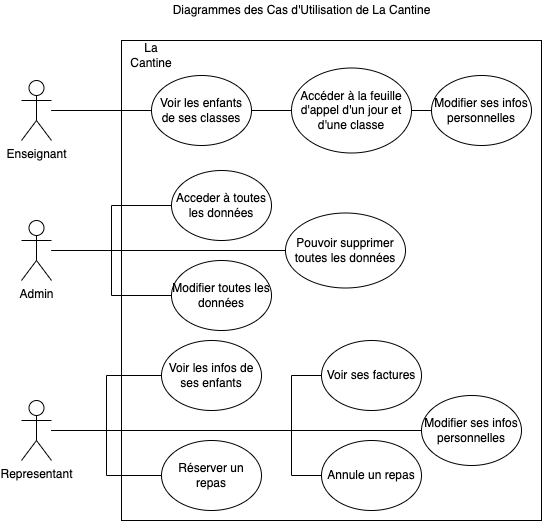 Diagrammes des Cas d'Utilisation de La Cantine
La
Cantine
Enseignant
Voir les enfants
de ses classes
Accéder à la feuille
d'appel d'un jour et
d'une classe
Modifier ses infos
personnelles
Admin
Acceder à toutes
les données
Pouvoir supprimer
toutes les données
Modifier toutes les
données
Representant
Voir les infos de
ses enfants
Voir ses factures
Modifier ses infos
personnelles
Réserver un
repas
Annule un repas